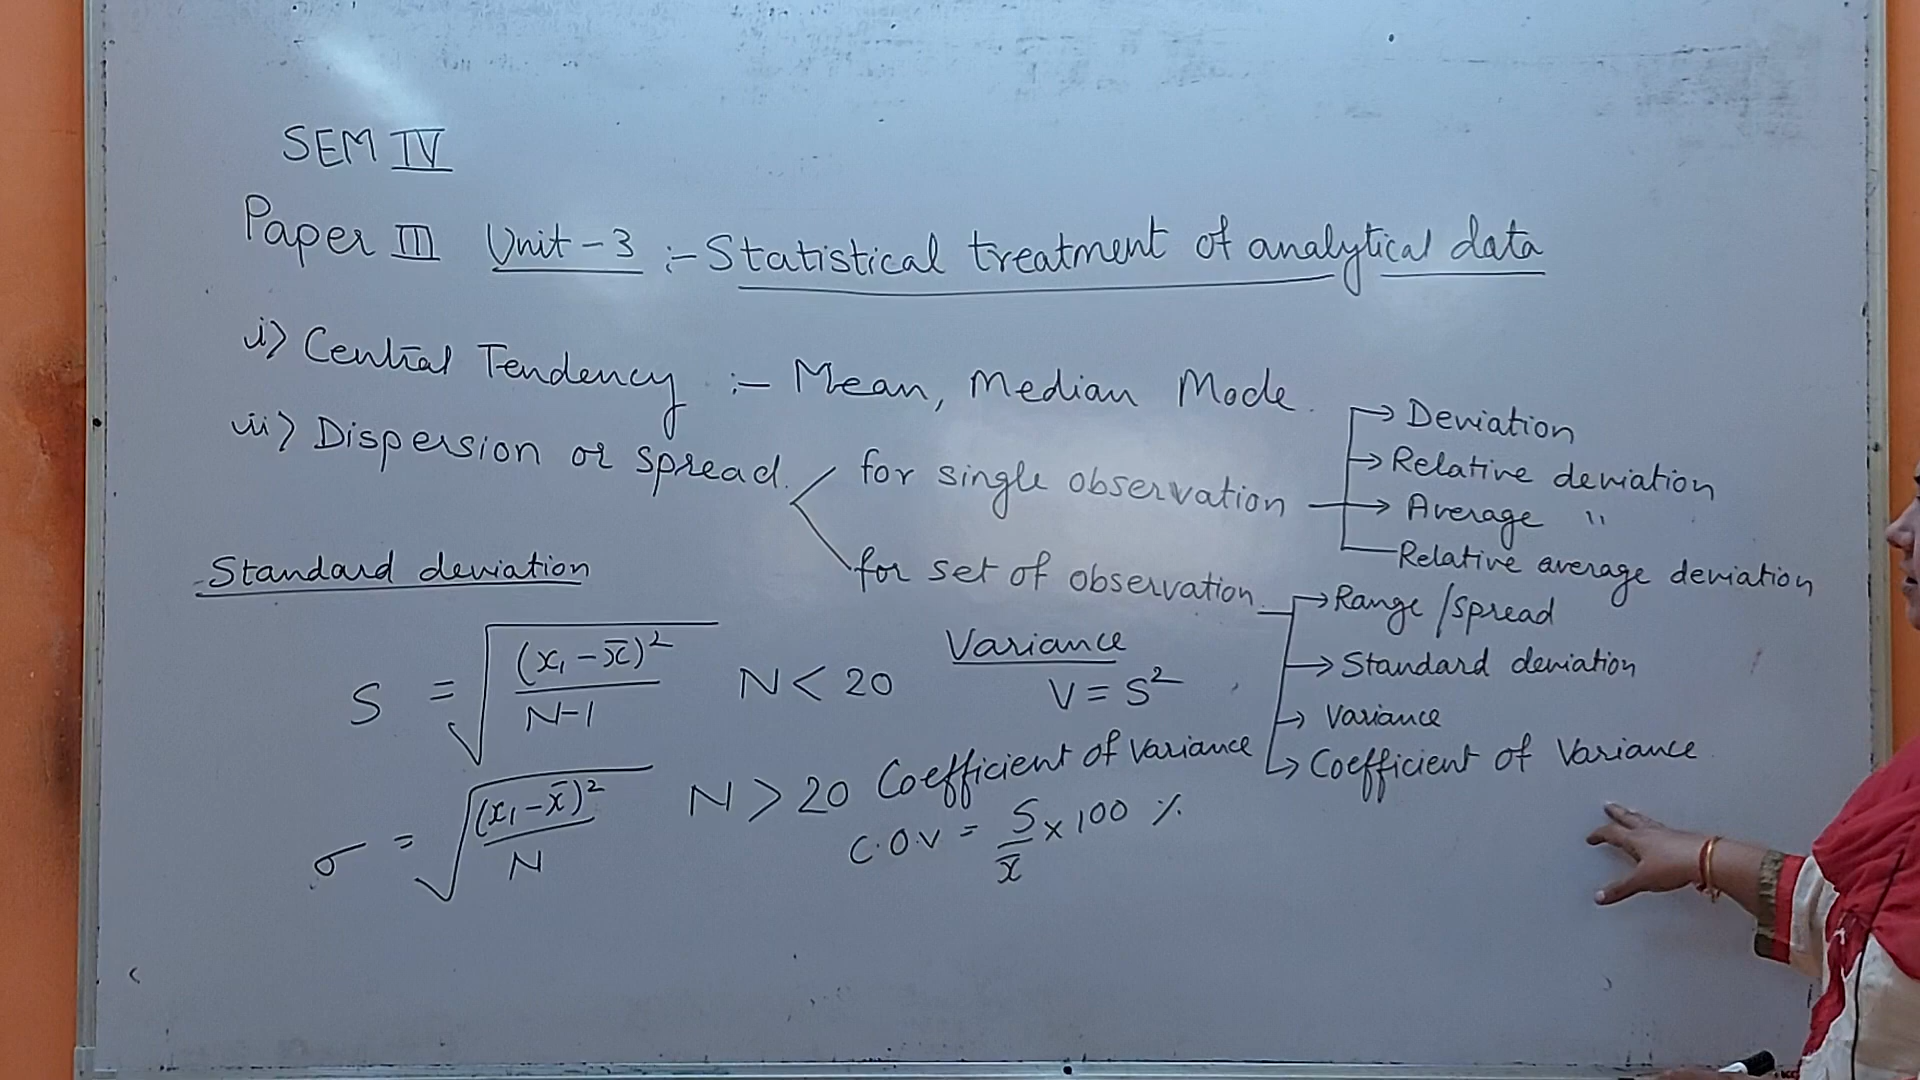 SEM IV
Paper III Unit-3 :- Statistical treatment of analytical data
i) Central Tendency :- Mean, Median Mode.
ii) Dispersion or spread.
for single observation
Deviation
Relative deviation
Average "
Relative average deviation
for set of observation
Range / spread
Standard deviation
Variance
Coefficient of Variance
Standard deviation
S = √(x₁ - x̄)² / N-1 N < 20
σ = √(x₁ - x̄)² / N N > 20
Variance
V = S²
Coefficient of variance
C.O.V = S/x̄ × 100 %